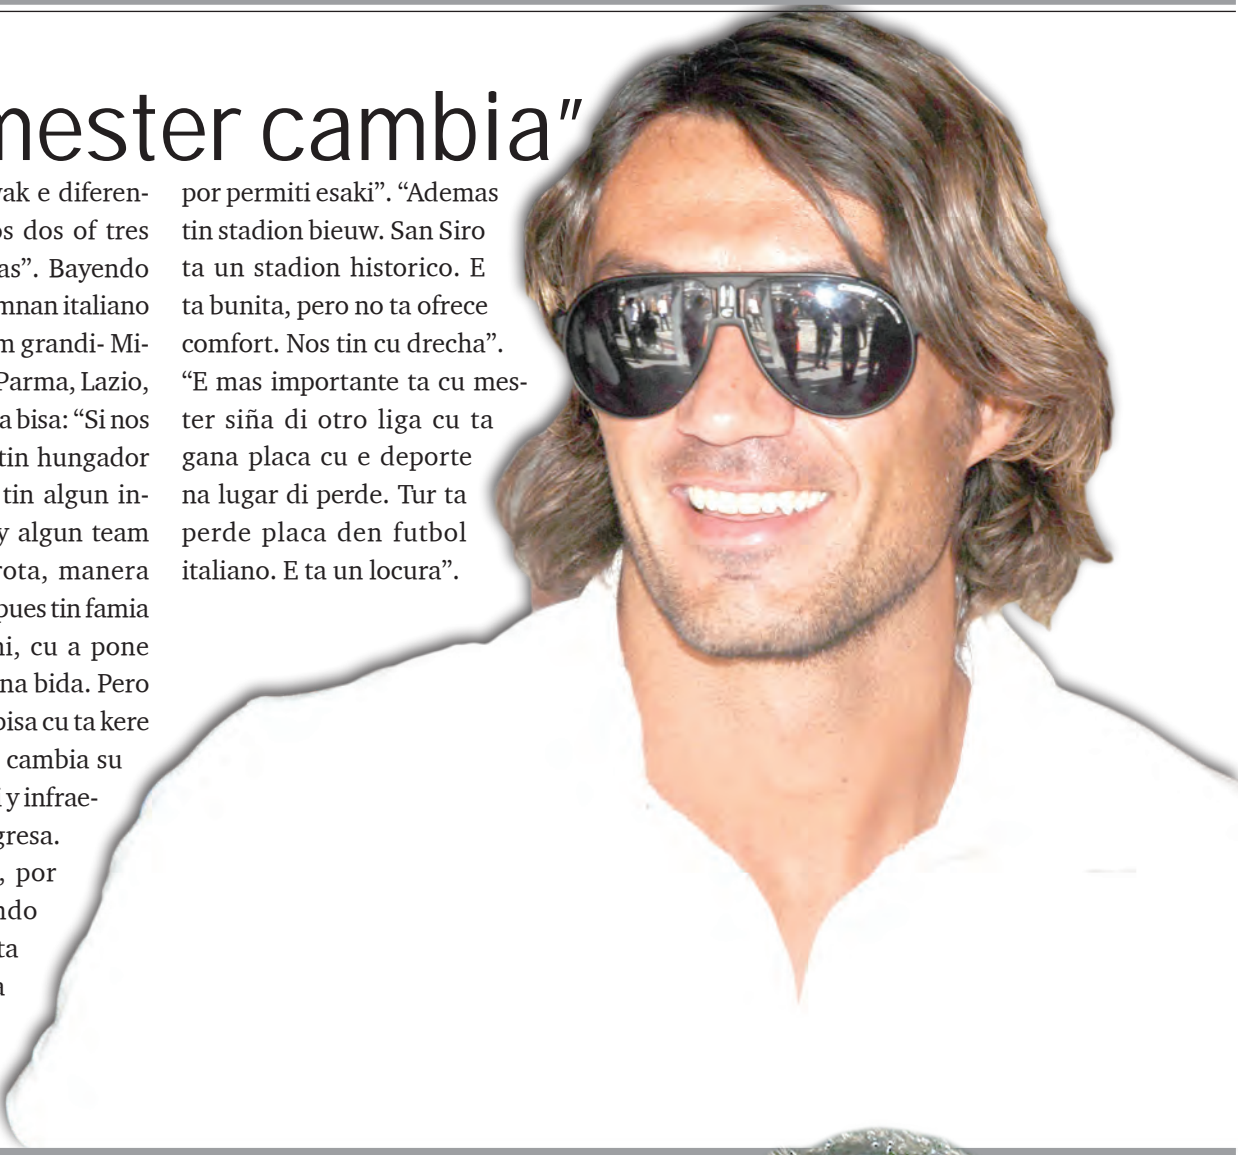 mester cambia”
yak e diferen-
os dos of tres
as”. Bayendo
mnan italiano
m grandi- Mi-
Parma, Lazio,
a bisa: “Si nos
tin hungador
tin algun in-
y algun team
rota, manera
pues tin famia
ni, cu a pone
na bida. Pero
bisa cu ta kere
cambia su
i y infrae-
gresa.
, por
ndo
ta
a
por permiti esaki”. “Ademas
tin stadion bieuw. San Siro
ta un stadion historico. E
ta bunita, pero no ta ofrece
comfort. Nos tin cu drecha”.
“E mas importante ta cu mes-
ter siña di otro liga cu ta
gana placa cu e deporte
na lugar di perde. Tur ta
perde placa den futbol
italiano. E ta un locura”.